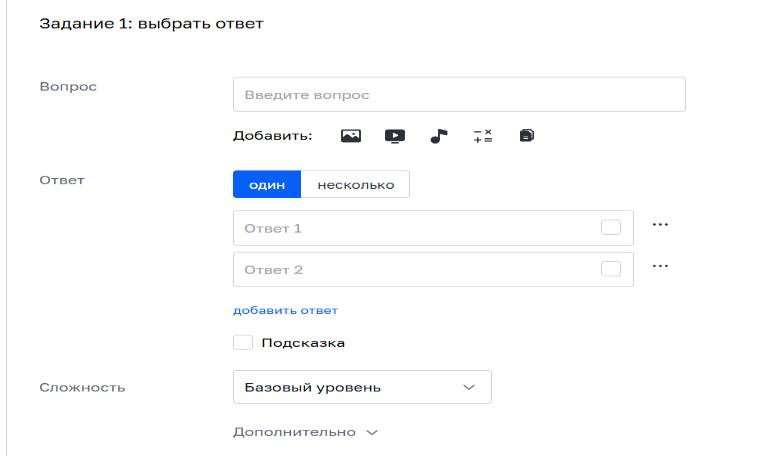 Задание 1: выбрать ответ
Вопрос
Введите вопрос
Добавить:
Ответ
один несколько
Ответ 1
Ответ 2
добавить ответ
Подсказка
Сложность
Базовый уровень
Дополнительно